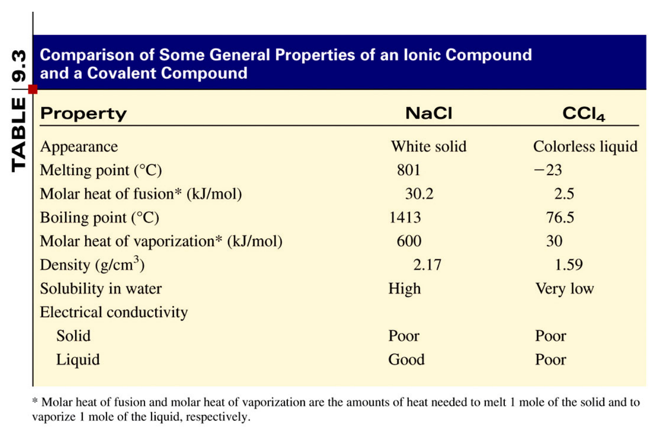 TABLE 9.3
Comparison of Some General Properties of an Ionic Compound
and a Covalent Compound
Property NaCl CCl₄
Appearance White solid Colorless liquid
Melting point (°C) 801 −23
Molar heat of fusion* (kJ/mol) 30.2 2.5
Boiling point (°C) 1413 76.5
Molar heat of vaporization* (kJ/mol) 600 30
Density (g/cm³) 2.17 1.59
Solubility in water High Very low
Electrical conductivity
Solid Poor Poor
Liquid Good Poor
* Molar heat of fusion and molar heat of vaporization are the amounts of heat needed to melt 1 mole of the solid and to
vaporize 1 mole of the liquid, respectively.